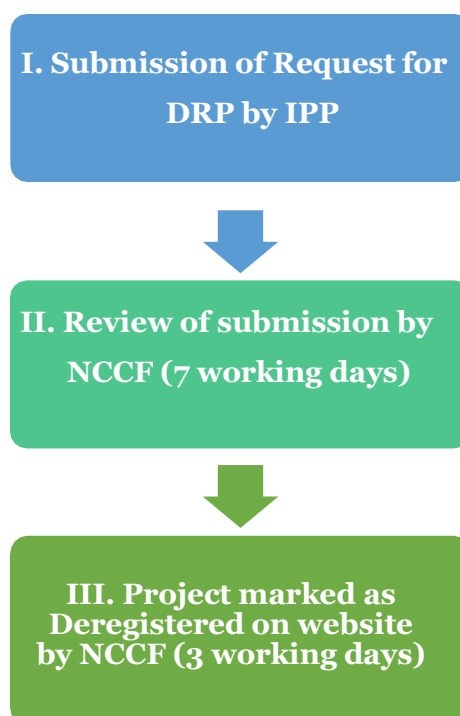 I. Submission of Request for
DRP by IPP
II. Review of submission by
NCCF (7 working days)
III. Project marked as
Deregistered on website
by NCCF (3 working days)